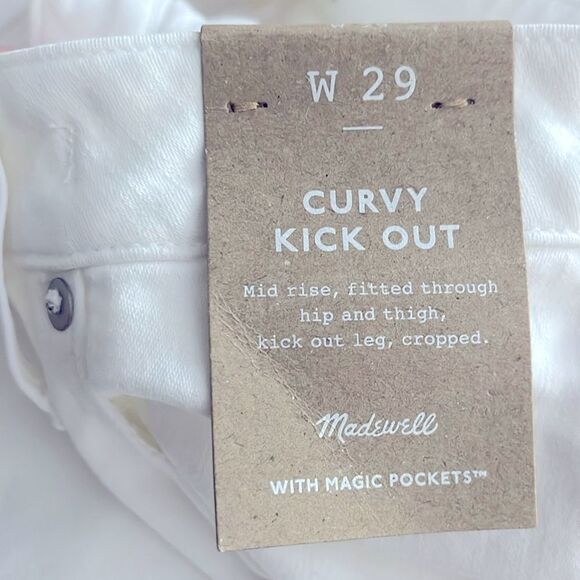 W 29
CURVY
KICK OUT
Mid rise, fitted through
hip and thigh,
kick out leg, cropped.
Madewell
WITH MAGIC POCKETS™